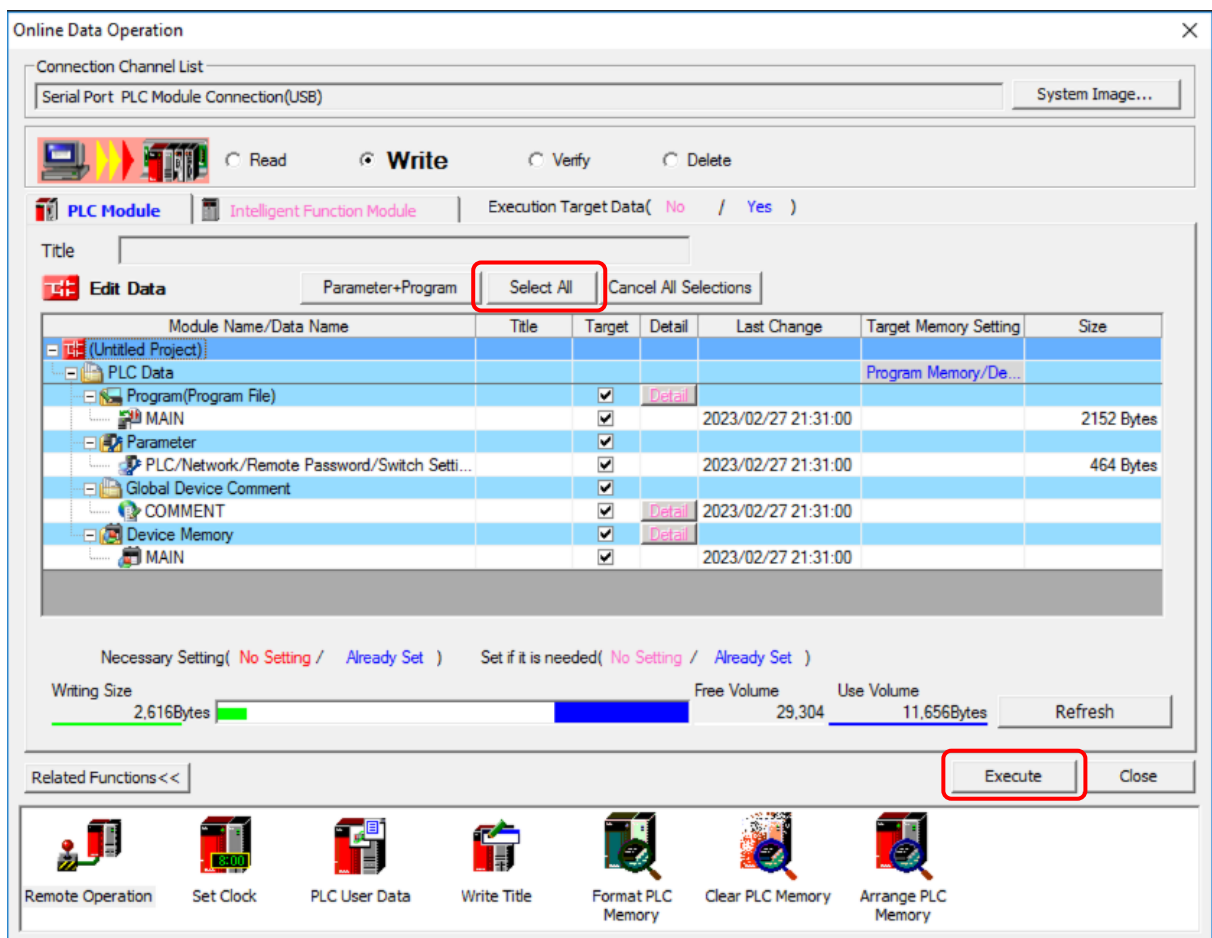 Online Data Operation
Connection Channel List
Serial Port PLC Module Connection(USB)
System Image...
Read Write Verify Delete
PLC Module Intelligent Function Module Execution Target Data( No / Yes )
Title
Edit Data Parameter+Program Select All Cancel All Selections
Module Name/Data Name Title Target Detail Last Change Target Memory Setting Size
(Untitled Project)
PLC Data Program Memory/De...
Program(Program File) Detail
MAIN 2023/02/27 21:31:00 2152 Bytes
Parameter
PLC/Network/Remote Password/Switch Setti... 2023/02/27 21:31:00 464 Bytes
Global Device Comment
COMMENT Detail 2023/02/27 21:31:00
Device Memory Detail
MAIN 2023/02/27 21:31:00
Necessary Setting( No Setting / Already Set ) Set if it is needed( No Setting / Already Set )
Writing Size Free Volume Use Volume
2,616Bytes 29,304 11,656Bytes Refresh
Related Functions<< Execute Close
8:00
Remote Operation Set Clock PLC User Data Write Title Format PLC Clear PLC Memory Arrange PLC
Memory Memory